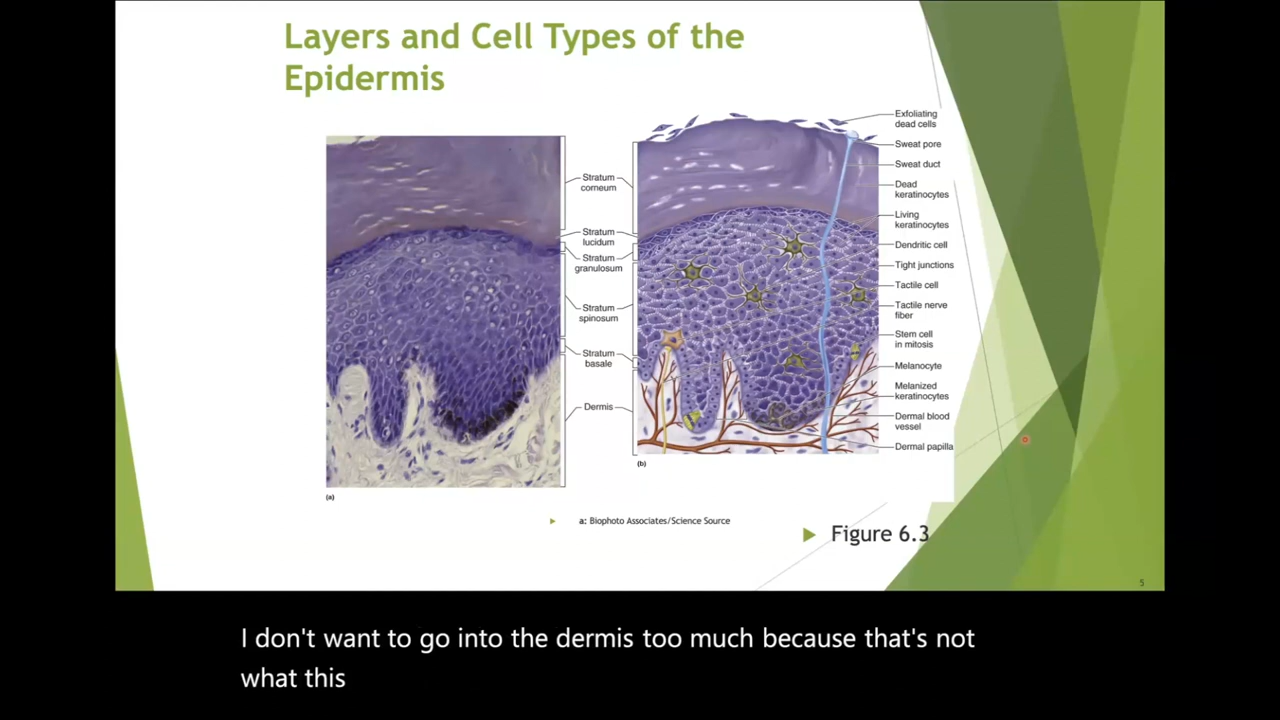 Layers and Cell Types of the
Epidermis
Stratum
corneum
Stratum
lucidum
Stratum
granulosum
Stratum
spinosum
Stratum
basale
Dermis
Exfoliating
dead cells
Sweat pore
Sweat duct
Dead
keratinocytes
Living
keratinocytes
Dendritic cell
Tight junctions
Tactile cell
Tactile nerve
fiber
Stem cell
in mitosis
Melanocyte
Melanized
keratinocytes
Dermal blood
vessel
Dermal papilla
(a)
(b)
a: Biophoto Associates/Science Source
Figure 6.3
5
I don't want to go into the dermis too much because that's not
what this